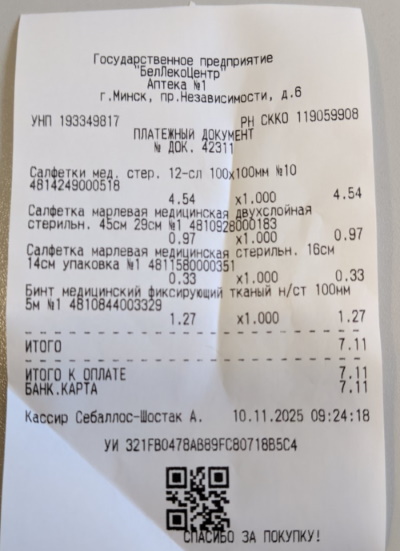 Государственное предприятие
"БелЛекоЦентр"
Аптека №1
г.Минск, пр.Независимости, д.6
УНП 193349817 РН СККО 119059908
ПЛАТЕЖНЫЙ ДОКУМЕНТ
№ ДОК. 42311
Салфетки мед. стер. 12-сл 100х100мм №10
4814249000518
4.54 х1.000 4.54
Салфетка марлевая медицинская двухслойная
стерильн. 45см 29см №1 4810928000183
0.97 х1.000 0.97
Салфетка марлевая медицинская стерильн. 16см
14см упаковка №1 4811580000351
0.33 х1.000 0.33
Бинт медицинский фиксирующий тканый н/ст 100мм
5м №1 4810844003329
1.27 х1.000 1.27
ИТОГО 7.11
ИТОГО К ОПЛАТЕ 7.11
БАНК.КАРТА 7.11
Кассир Себаллос-Шостак А. 10.11.2025 09:24:18
УИ 321FB0478AB89FC80718B5C4
СПАСИБО ЗА ПОКУПКУ!